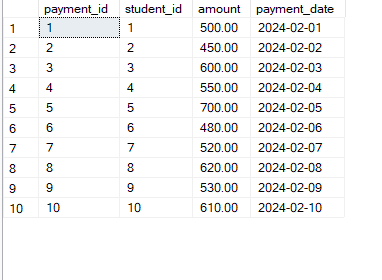 payment_id student_id amount payment_date
1 1 1 500.00 2024-02-01
2 2 2 450.00 2024-02-02
3 3 3 600.00 2024-02-03
4 4 4 550.00 2024-02-04
5 5 5 700.00 2024-02-05
6 6 6 480.00 2024-02-06
7 7 7 520.00 2024-02-07
8 8 8 620.00 2024-02-08
9 9 9 530.00 2024-02-09
10 10 10 610.00 2024-02-10